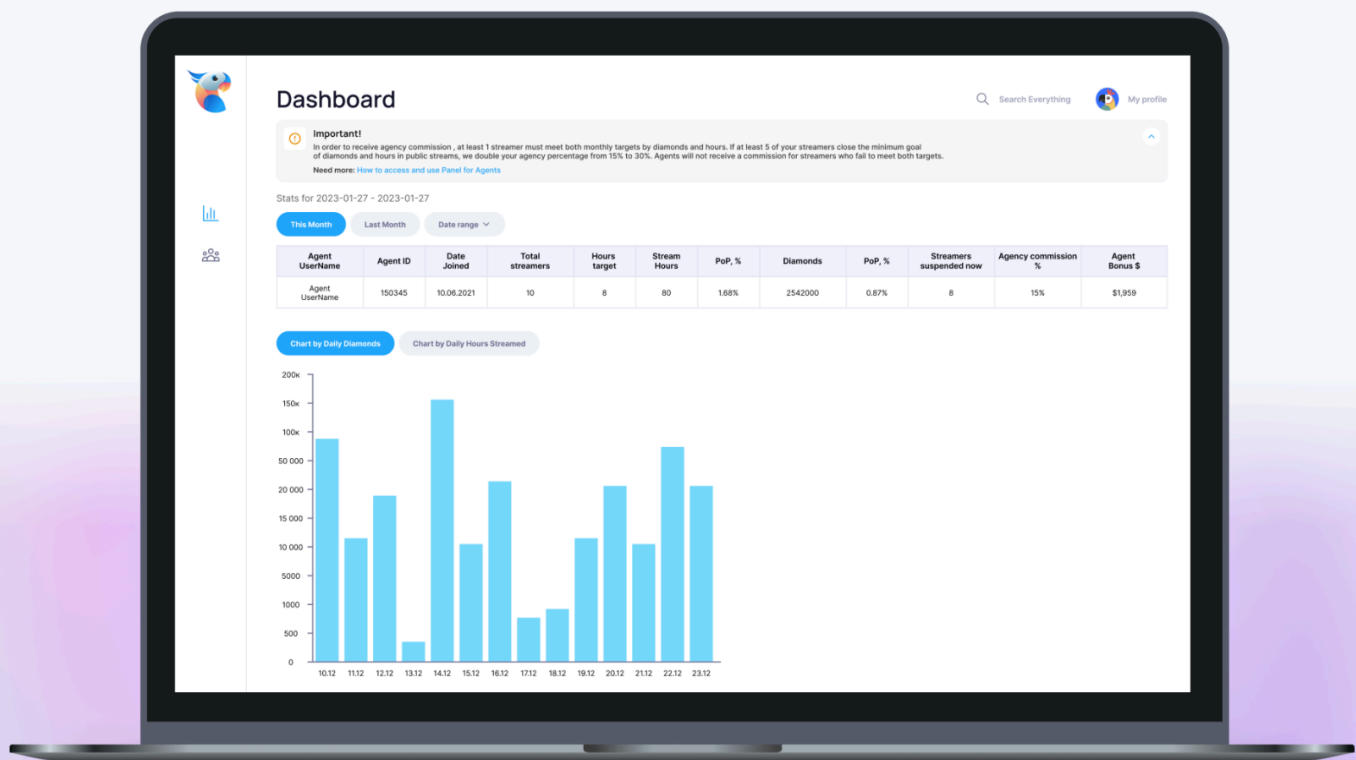 Dashboard
Search Everything
My profile
Important!
In order to receive agency commission , at least 1 streamer must meet both monthly targets by diamonds and hours. If at least 5 of your streamers close the minimum goal
of diamonds and hours in public streams, we double your agency percentage from 15% to 30%. Agents will not receive a commission for streamers who fail to meet both targets.
Need more: How to access and use Panel for Agents
Stats for 2023-01-27 - 2023-01-27
This Month Last Month Date range
Agent UserName Agent ID Date Joined Total streamers Hours target Stream Hours PoP, % Diamonds PoP, % Streamers suspended now Agency commission % Agent Bonus $
Agent UserName 150345 10.06.2021 10 8 80 1.68% 2542000 0.87% 8 15% $1,959
Chart by Daily Diamonds Chart by Daily Hours Streamed
200к
150к
100к
50 000
20 000
15 000
10 000
5000
1000
500
0
10.12 11.12 12.12 13.12 14.12 15.12 16.12 17.12 18.12 19.12 20.12 21.12 22.12 23.12